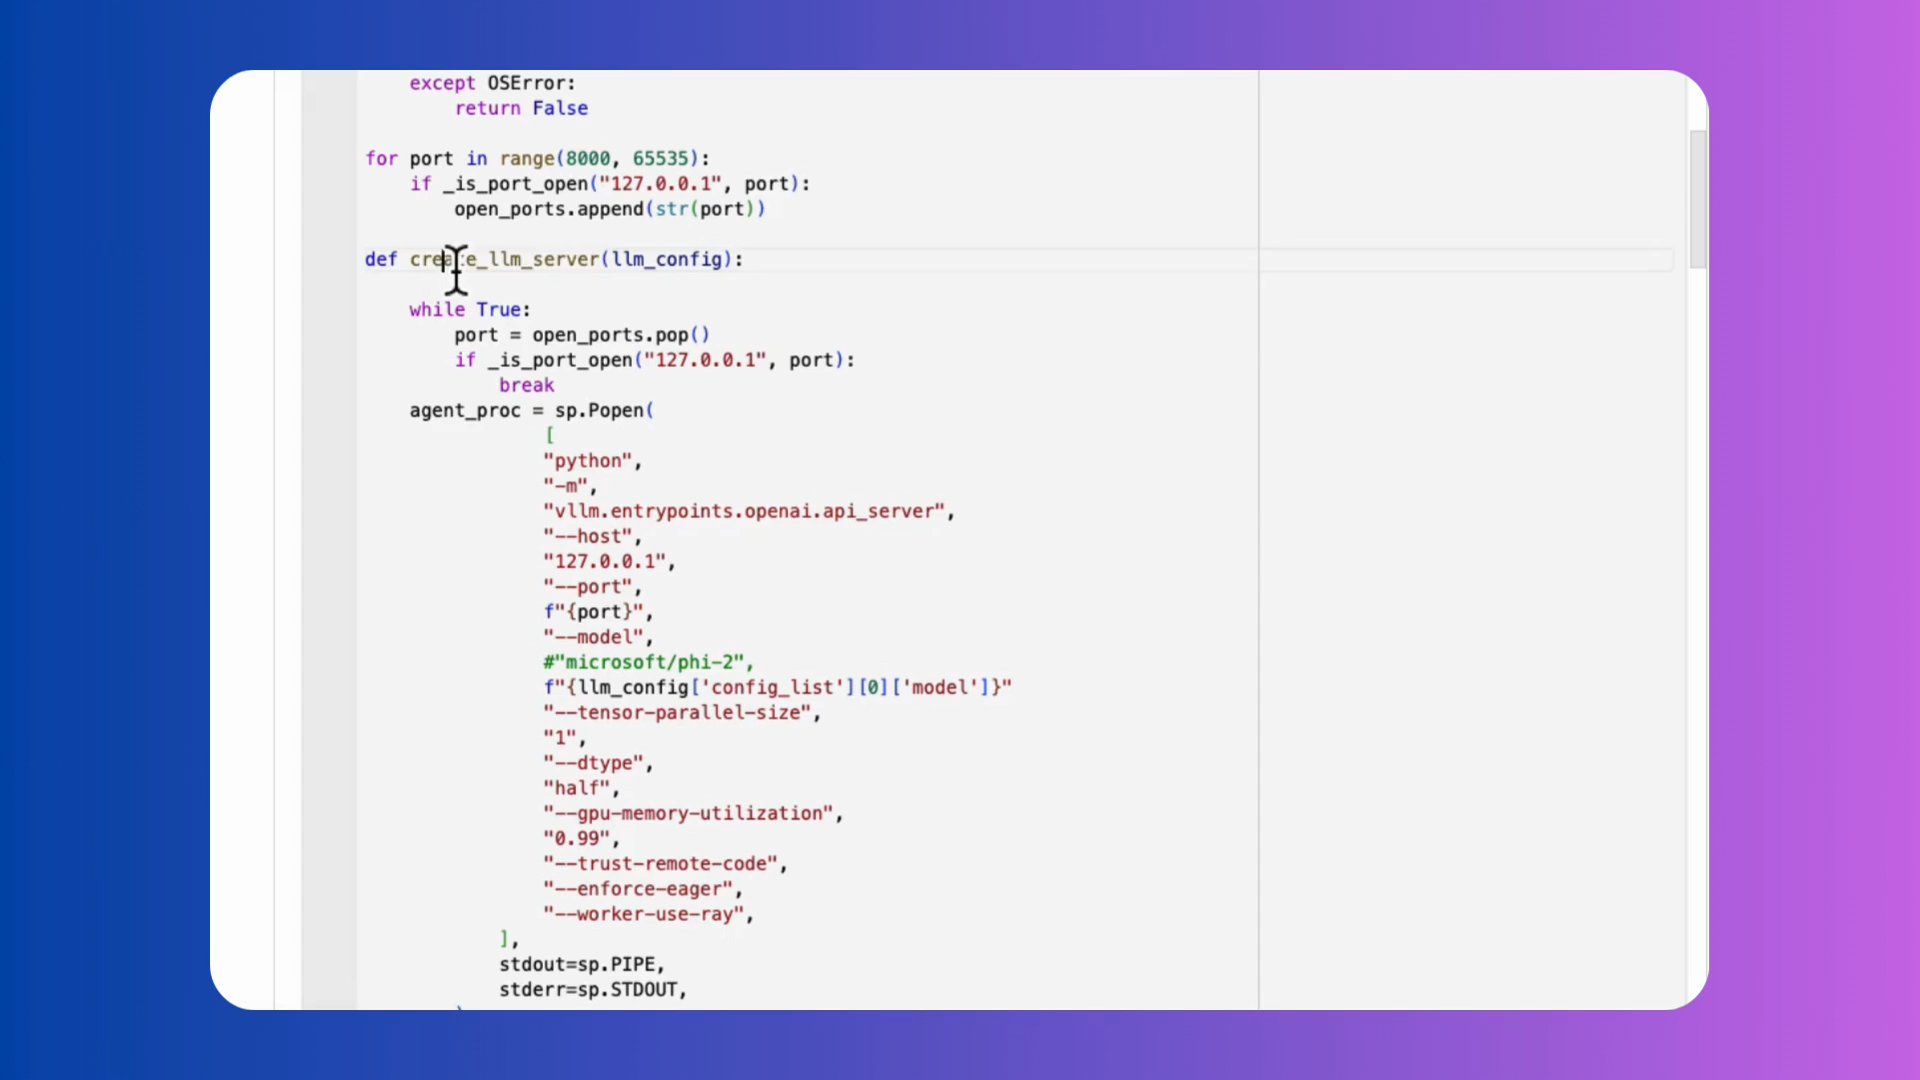 except OSError:
return False
for port in range(8000, 65535):
if _is_port_open("127.0.0.1", port):
open_ports.append(str(port))
def create_llm_server(llm_config):
while True:
port = open_ports.pop()
if _is_port_open("127.0.0.1", port):
break
agent_proc = sp.Popen(
[
"python",
"-m",
"vllm.entrypoints.openai.api_server",
"--host",
"127.0.0.1",
"--port",
f"{port}",
"--model",
#"microsoft/phi-2",
f"{llm_config['config_list'][0]['model']}"
"--tensor-parallel-size",
"1",
"--dtype",
"half",
"--gpu-memory-utilization",
"0.99",
"--trust-remote-code",
"--enforce-eager",
"--worker-use-ray",
],
stdout=sp.PIPE,
stderr=sp.STDOUT,